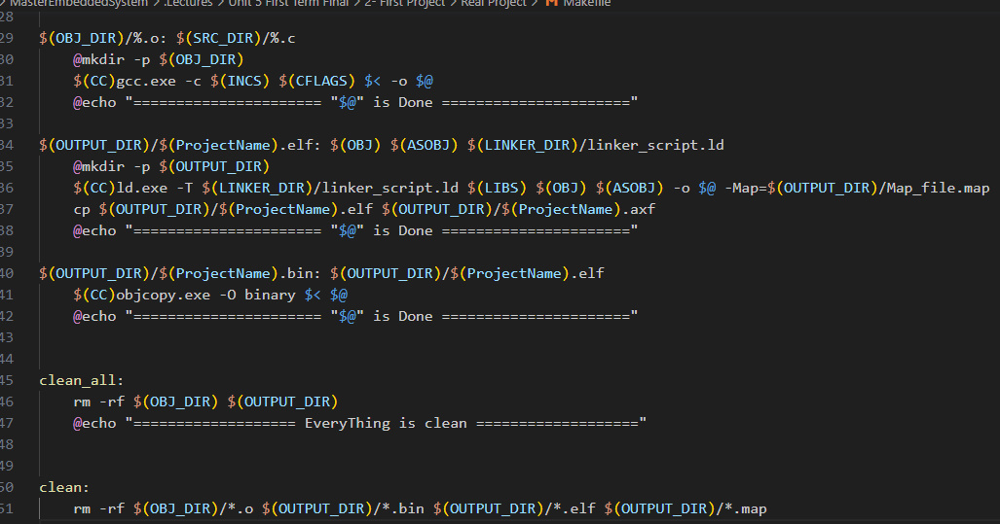 MasterEmbeddedSystem > .Lectures > Unit 5 First Term Final > 2- First Project > Real Project > M Makefile
28
29 $(OBJ_DIR)/%.o: $(SRC_DIR)/%.c
30 @mkdir -p $(OBJ_DIR)
31 $(CC)gcc.exe -c $(INCS) $(CFLAGS) $< -o $@
32 @echo "====================== "$@" is Done ======================"
33
34 $(OUTPUT_DIR)/$(ProjectName).elf: $(OBJ) $(ASOBJ) $(LINKER_DIR)/linker_script.ld
35 @mkdir -p $(OUTPUT_DIR)
36 $(CC)ld.exe -T $(LINKER_DIR)/linker_script.ld $(LIBS) $(OBJ) $(ASOBJ) -o $@ -Map=$(OUTPUT_DIR)/Map_file.map
37 cp $(OUTPUT_DIR)/$(ProjectName).elf $(OUTPUT_DIR)/$(ProjectName).axf
38 @echo "====================== "$@" is Done ======================"
39
40 $(OUTPUT_DIR)/$(ProjectName).bin: $(OUTPUT_DIR)/$(ProjectName).elf
41 $(CC)objcopy.exe -O binary $< $@
42 @echo "====================== "$@" is Done ======================"
43
44
45 clean_all:
46 rm -rf $(OBJ_DIR) $(OUTPUT_DIR)
47 @echo "=================== EveryThing is clean ==================="
48
49
50 clean:
51 rm -rf $(OBJ_DIR)/*.o $(OUTPUT_DIR)/*.bin $(OUTPUT_DIR)/*.elf $(OUTPUT_DIR)/*.map